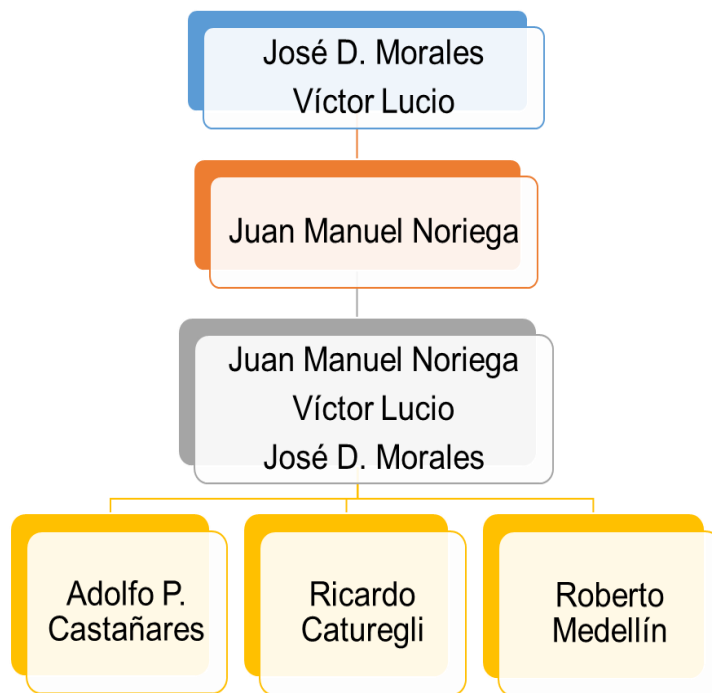 José D. Morales
Víctor Lucio
Juan Manuel Noriega
Juan Manuel Noriega
Víctor Lucio
José D. Morales
Adolfo P.
Castañares
Ricardo
Caturegli
Roberto
Medellín